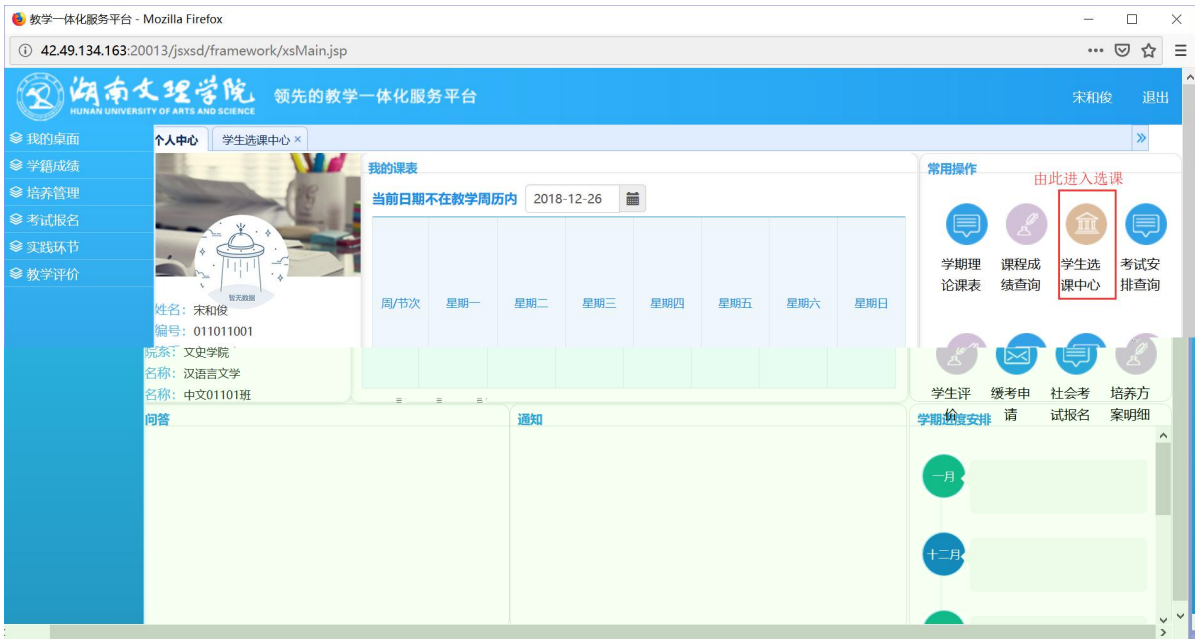 教学一体化服务平台 - Mozilla Firefox
42.49.134.163:20013/jsxsd/framework/xsMain.jsp
湖南文理学院
HUNAN UNIVERSITY OF ARTS AND SCIENCE
领先的教学一体化服务平台
宋和俊 退出
我的桌面
学籍成绩
培养管理
考试报名
实践环节
教学评价
个人中心 学生选课中心 ×
暂无数据
姓名：宋和俊
编号：011011001
院系：文史学院
名称：汉语言文学
名称：中文01101班
我的课表
当前日期不在教学周历内 2018-12-26
周/节次 星期一 星期二 星期三 星期四 星期五 星期六 星期日
常用操作
由此进入选课
学期理
论课表
课程成
绩查询
学生选
课中心
考试安
排查询
学生评
价
缓考申
请
社会考
试报名
培养方
案明细
问答
通知
学期进度安排
一月
十二月